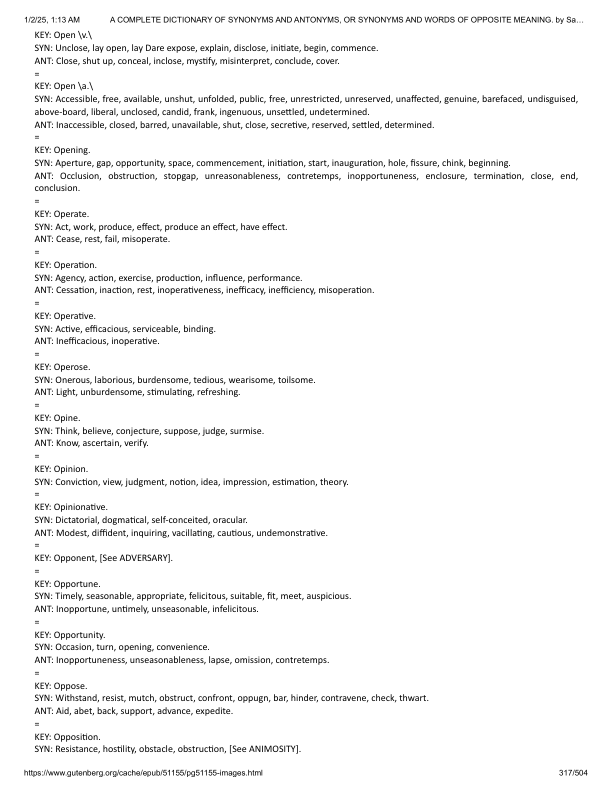 1/2/25, 1:13 AM A COMPLETE DICTIONARY OF SYNONYMS AND ANTONYMS, OR SYNONYMS AND WORDS OF OPPOSITE MEANING. by Sa…
KEY: Open \v.\
SYN: Unclose, lay open, lay Dare expose, explain, disclose, initiate, begin, commence.
ANT: Close, shut up, conceal, inclose, mystify, misinterpret, conclude, cover.
=
KEY: Open \a.\
SYN: Accessible, free, available, unshut, unfolded, public, free, unrestricted, unreserved, unaffected, genuine, barefaced, undisguised,
above-board, liberal, unclosed, candid, frank, ingenuous, unsettled, undetermined.
ANT: Inaccessible, closed, barred, unavailable, shut, close, secretive, reserved, settled, determined.
=
KEY: Opening.
SYN: Aperture, gap, opportunity, space, commencement, initiation, start, inauguration, hole, fissure, chink, beginning.
ANT: Occlusion, obstruction, stopgap, unreasonableness, contretemps, inopportuneness, enclosure, termination, close, end,
conclusion.
=
KEY: Operate.
SYN: Act, work, produce, effect, produce an effect, have effect.
ANT: Cease, rest, fail, misoperate.
=
KEY: Operation.
SYN: Agency, action, exercise, production, influence, performance.
ANT: Cessation, inaction, rest, inoperativeness, inefficacy, inefficiency, misoperation.
=
KEY: Operative.
SYN: Active, efficacious, serviceable, binding.
ANT: Inefficacious, inoperative.
=
KEY: Operose.
SYN: Onerous, laborious, burdensome, tedious, wearisome, toilsome.
ANT: Light, unburdensome, stimulating, refreshing.
=
KEY: Opine.
SYN: Think, believe, conjecture, suppose, judge, surmise.
ANT: Know, ascertain, verify.
=
KEY: Opinion.
SYN: Conviction, view, judgment, notion, idea, impression, estimation, theory.
=
KEY: Opinionative.
SYN: Dictatorial, dogmatical, self-conceited, oracular.
ANT: Modest, diffident, inquiring, vacillating, cautious, undemonstrative.
=
KEY: Opponent, [See ADVERSARY].
=
KEY: Opportune.
SYN: Timely, seasonable, appropriate, felicitous, suitable, fit, meet, auspicious.
ANT: Inopportune, untimely, unseasonable, infelicitous.
=
KEY: Opportunity.
SYN: Occasion, turn, opening, convenience.
ANT: Inopportuneness, unseasonableness, lapse, omission, contretemps.
=
KEY: Oppose.
SYN: Withstand, resist, mutch, obstruct, confront, oppugn, bar, hinder, contravene, check, thwart.
ANT: Aid, abet, back, support, advance, expedite.
=
KEY: Opposition.
SYN: Resistance, hostility, obstacle, obstruction, [See ANIMOSITY].
https://www.gutenberg.org/cache/epub/51155/pg51155-images.html 317/504